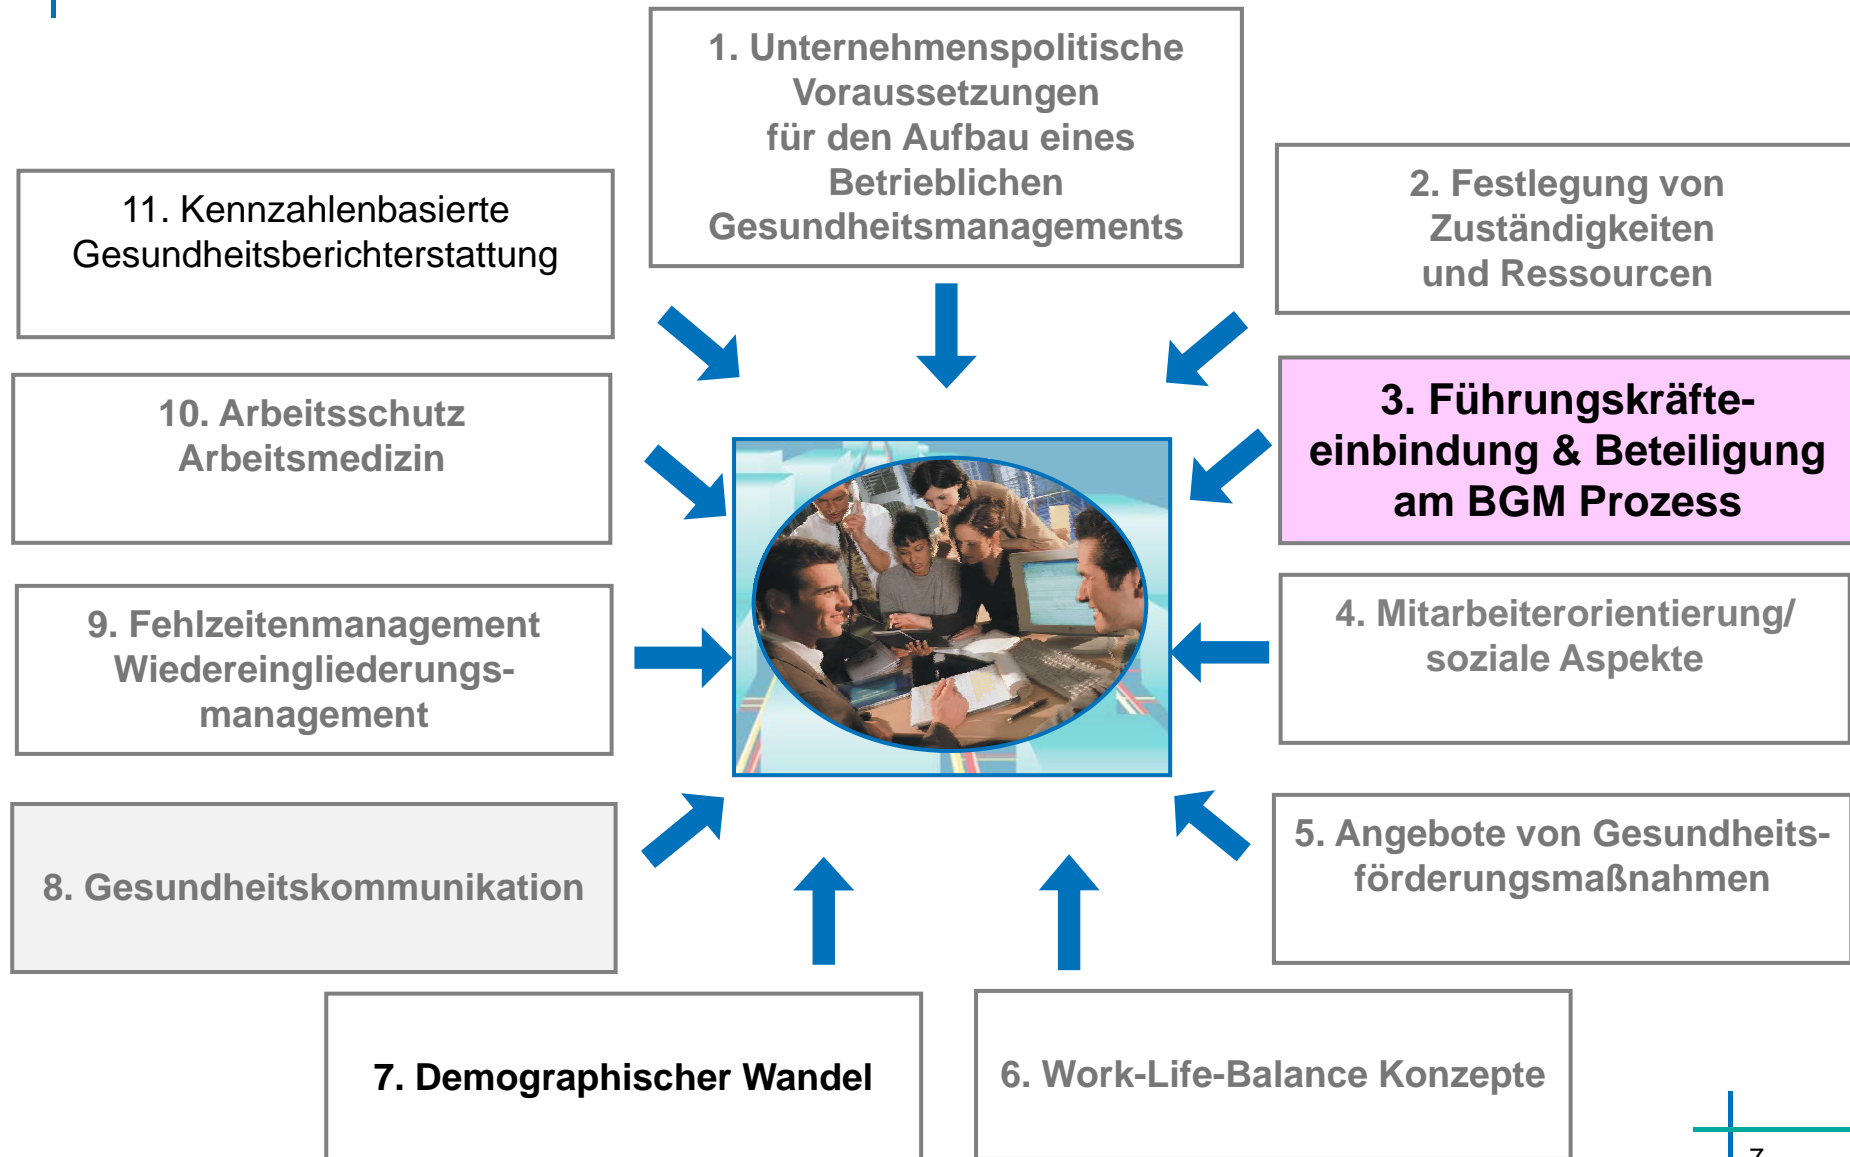 1. Unternehmenspolitische
Voraussetzungen
für den Aufbau eines
Betrieblichen
Gesundheitsmanagements
2. Festlegung von
Zuständigkeiten
und Ressourcen
3. Führungskräfte-
einbindung & Beteiligung
am BGM Prozess
4. Mitarbeiterorientierung/
soziale Aspekte
5. Angebote von Gesundheits-
förderungsmaßnahmen
6. Work-Life-Balance Konzepte
7. Demographischer Wandel
8. Gesundheitskommunikation
9. Fehlzeitenmanagement
Wiedereingliederungs-
management
10. Arbeitsschutz
Arbeitsmedizin
11. Kennzahlenbasierte
Gesundheitsberichterstattung
7